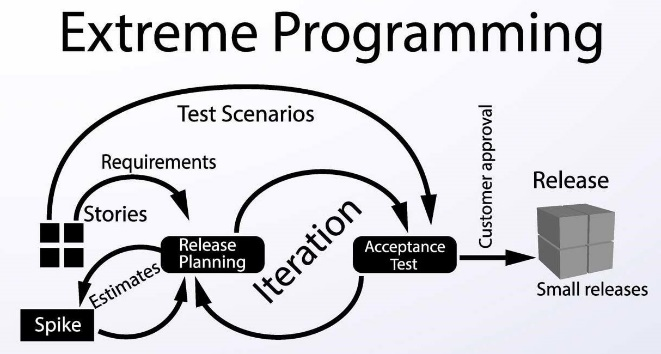 Extreme Programming
Test Scenarios
Requirements
Stories
Release
Planning
Estimates
Spike
Iteration
Acceptance
Test
Customer approval
Release
Small releases